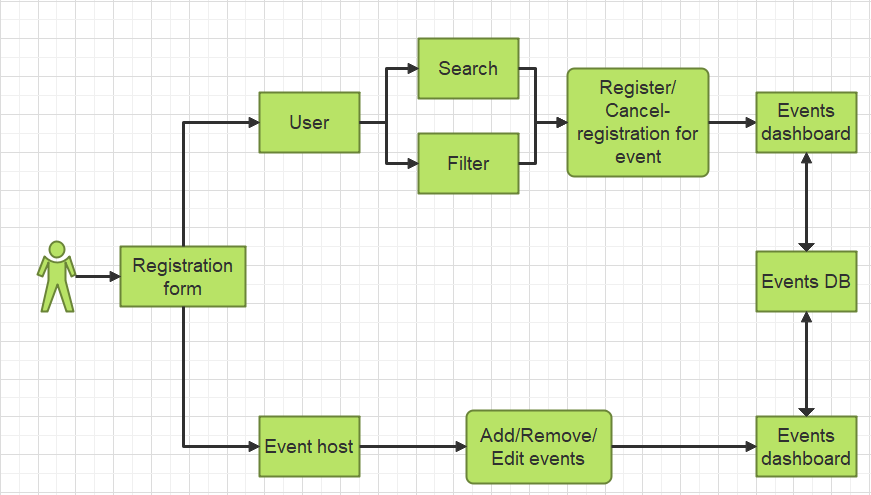 Search
Register/
Cancel-
registration for
event
Events
dashboard
User
Filter
Registration
form
Events DB
Event host
Add/Remove/
Edit events
Events
dashboard